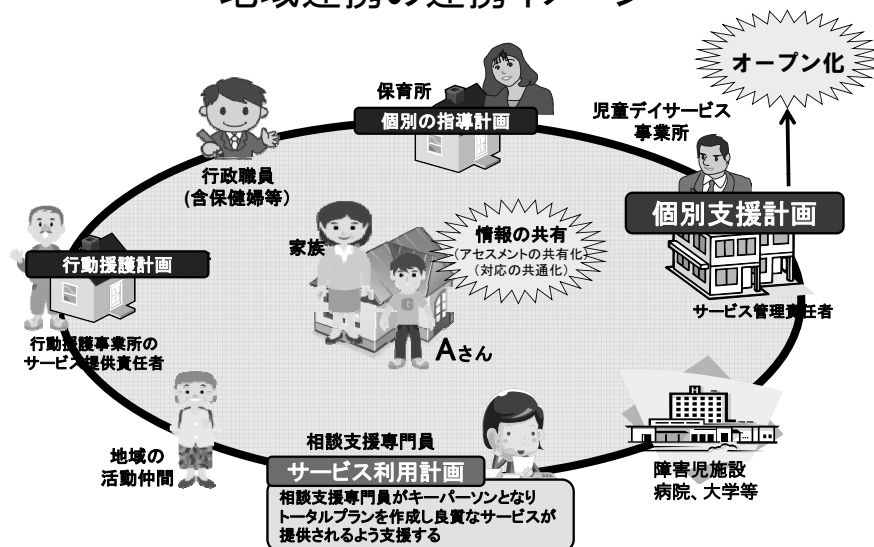 地域連携の連携イメージ
オープン化
保育所
個別の指導計画
児童デイサービス
事業所
行政職員
(含保健婦等)
個別支援計画
家族
情報の共有
(アセスメントの共有化)
(対応の共通化)
行動援護計画
サービス管理責任者
行動援護事業所の
サービス提供責任者
Aさん
G
相談支援専門員
地域の
活動仲間
サービス利用計画
障害児施設
病院、大学等
相談支援専門員がキーパーソンとなり
トータルプランを作成し良質なサービスが
提供されるよう支援する